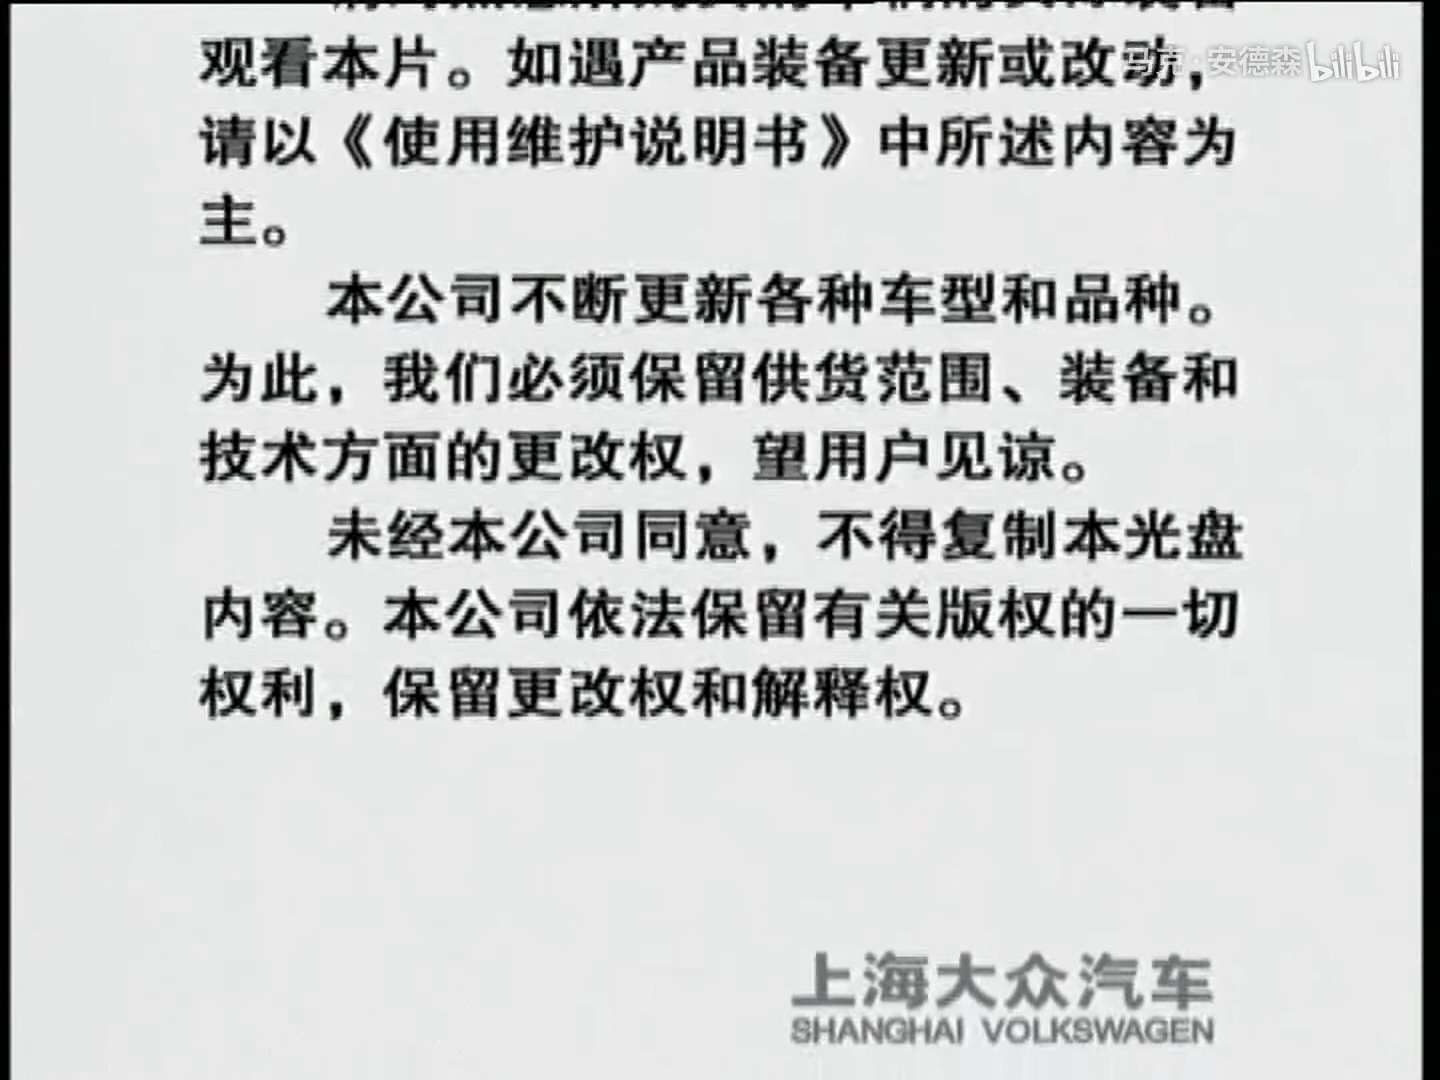 观看本片。如遇产品装备更新或改动，
请以《使用维护说明书》中所述内容为
主。
本公司不断更新各种车型和品种。
为此，我们必须保留供货范围、装备和
技术方面的更改权，望用户见谅。
未经本公司同意，不得复制本光盘
内容。本公司依法保留有关版权的一切
权利，保留更改权和解释权。
马克·安德森 bilibili
上海大众汽车
SHANGHAI VOLKSWAGEN